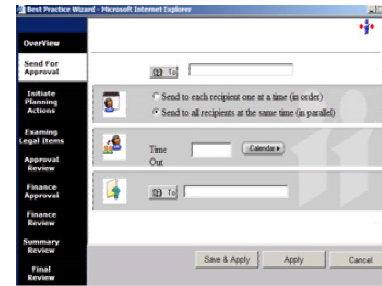 Best Practice Wizard - Microsoft Internet Explorer
OverView
Send For
Approval
Initiate
Planning
Actions
Examing
Legal Items
Approval
Review
Finance
Approval
Finance
Review
Summary
Review
Final
Review
To
Send to each recipient one at a time (in order)
Send to all recipients at the same time (in parallel)
Time
Out
Calendar
To
Save & Apply
Apply
Cancel